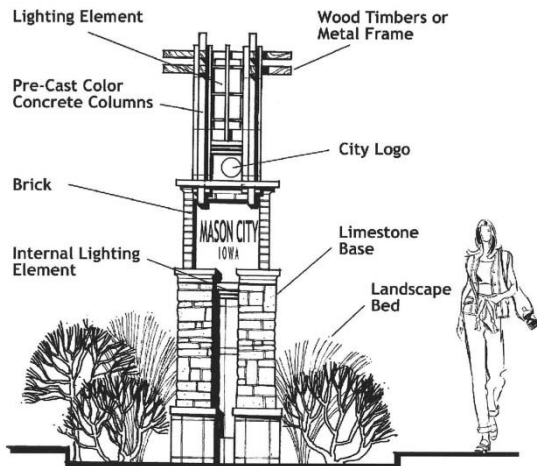 Lighting Element
Wood Timbers or
Metal Frame
Pre-Cast Color
Concrete Columns
City Logo
Brick
MASON CITY
IOWA
Limestone
Base
Internal Lighting
Element
Landscape
Bed